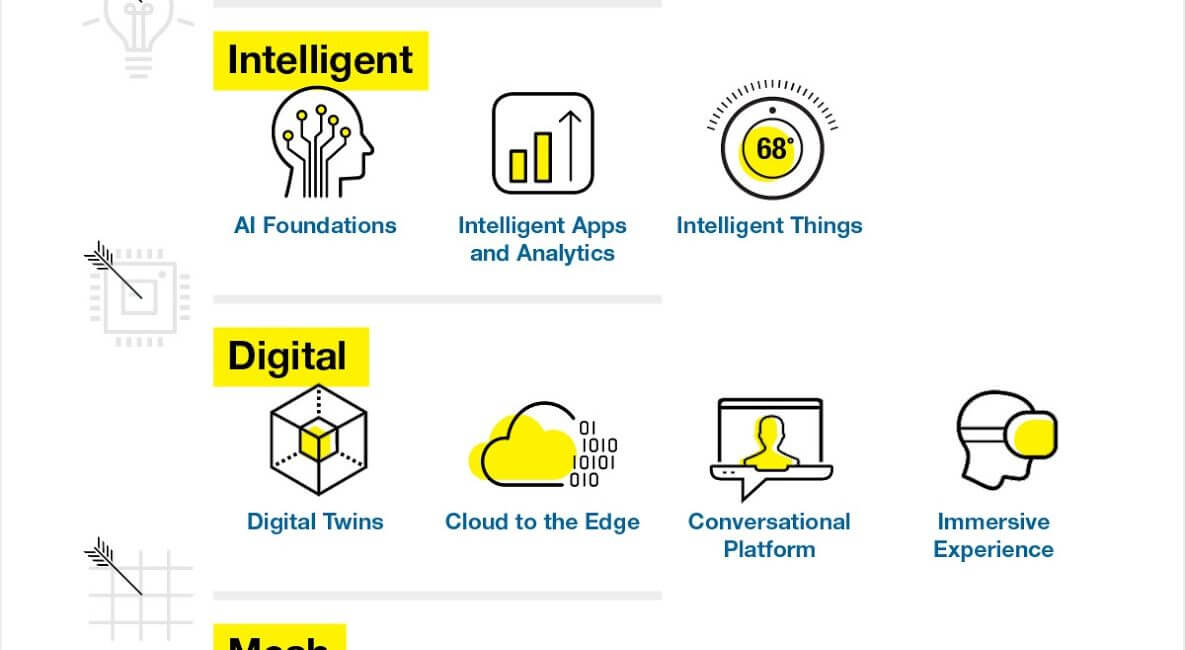 Intelligent
68°
AI Foundations
Intelligent Apps
and Analytics
Intelligent Things
Digital
01
1010
10101
010
Digital Twins
Cloud to the Edge
Conversational
Platform
Immersive
Experience
Mesh